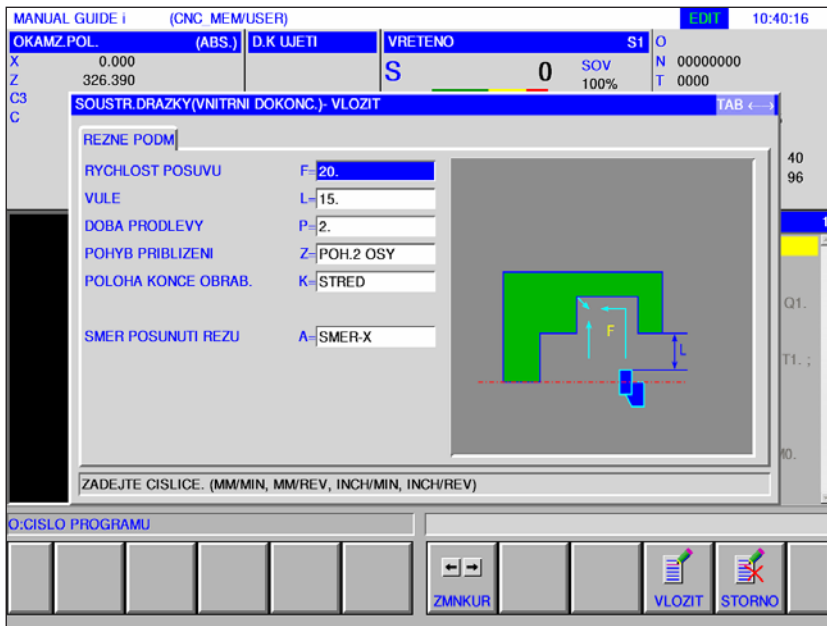 MANUAL GUIDE i (CNC_MEM/USER) EDIT 10:40:16
OKAMZ.POL. (ABS.) D.K UJETI VRETENO S1 O
X 0.000 N 00000000
Z 326.390 S 0 SOV 100% T 0000
C3
C
SOUSTR.DRAZKY(VNITRNI DOKONC.)- VLOZIT TAB ←→
REZNE PODM
RYCHLOST POSUVU F= 20.
VULE L= 15.
DOBA PRODLEVY P= 2.
POHYB PRIBLIZENI Z= POH.2 OSY
POLOHA KONCE OBRAB. K= STRED
SMER POSUNUTI REZU A= SMER-X
F
L
40
96
1
Q1.
T1. ;
ZADEJTE CISLICE. (MM/MIN, MM/REV, INCH/MIN, INCH/REV)
O:CISLO PROGRAMU
ZMNKUR VLOZIT STORNO